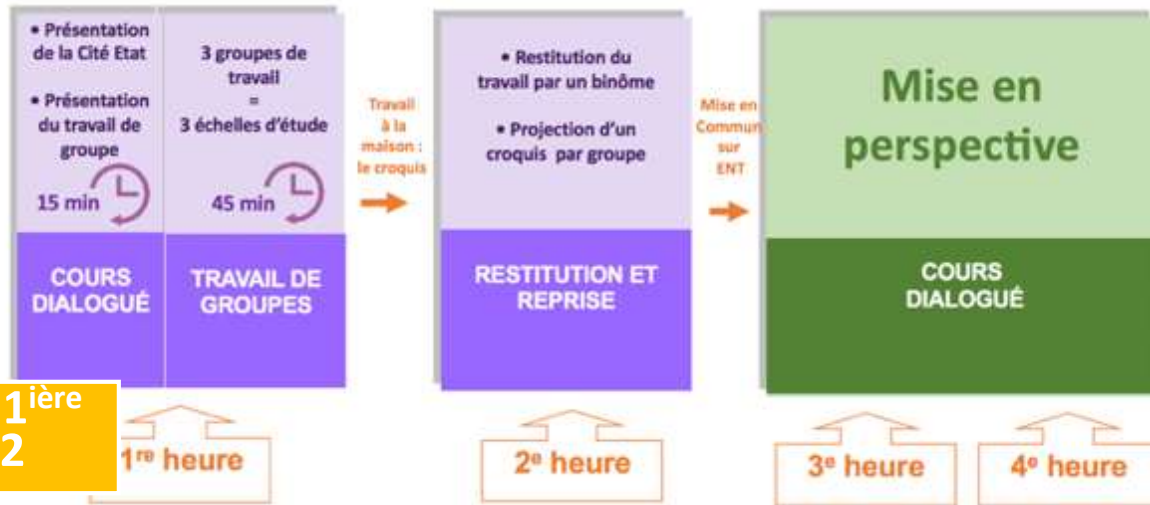 • Présentation
de la Cité Etat
• Présentation
du travail de
groupe
15 min
3 groupes de
travail
=
3 échelles d'étude
45 min
COURS
DIALOGUÉ
TRAVAIL DE
GROUPES
Travail
à la
maison :
le croquis
• Restitution du
travail par un binôme
• Projection d'un
croquis par groupe
RESTITUTION ET
REPRISE
Mise en
Commun
sur
ENT
Mise en
perspective
COURS
DIALOGUÉ
1ière
2
1re heure
2e heure
3e heure
4e heure